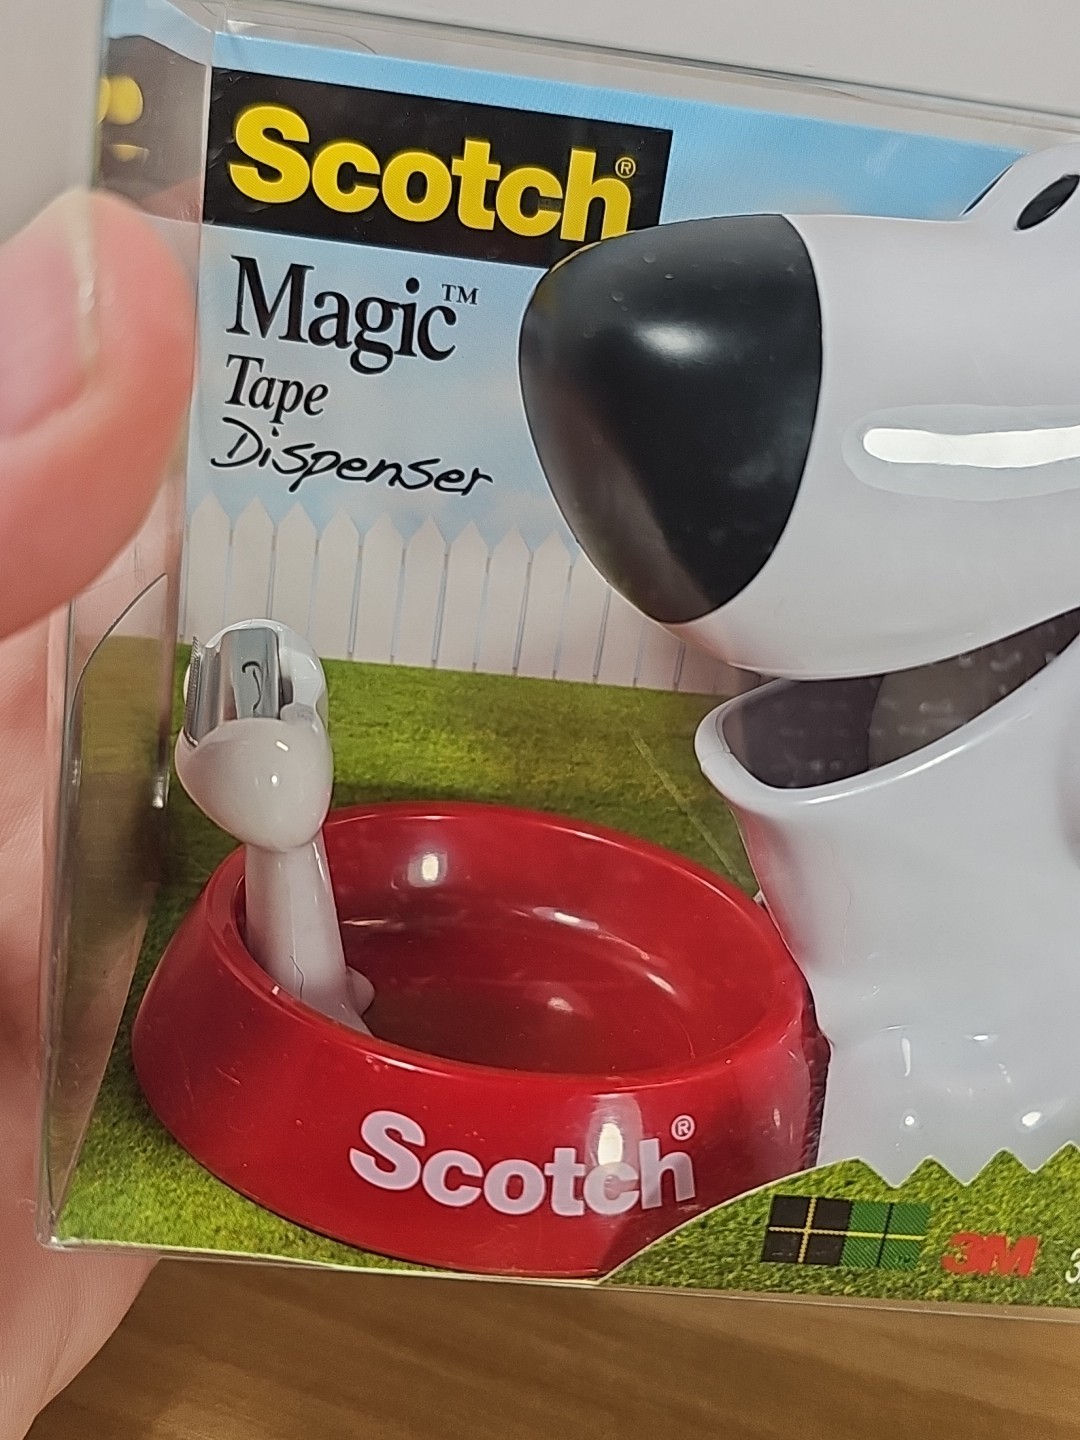 Scotch®
Magic™
Tape
Dispenser
Scotch®
3M